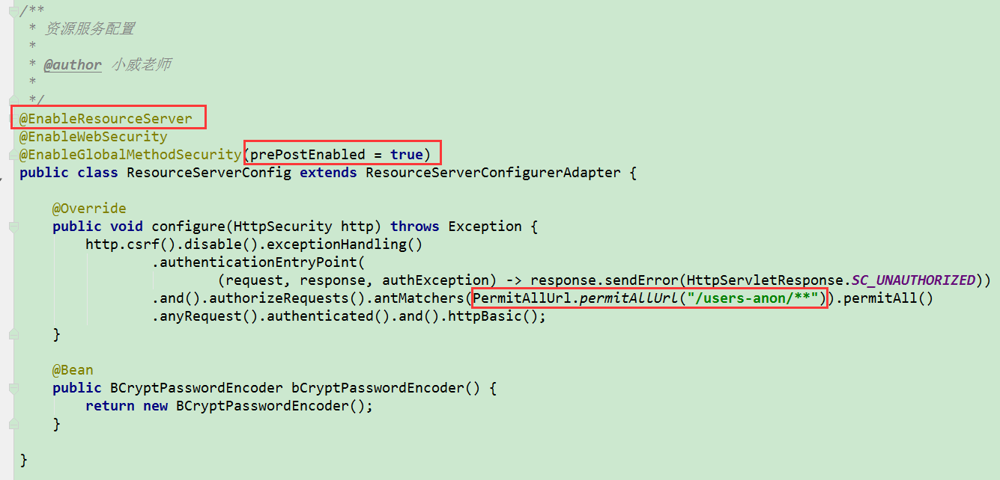 /**
 * 资源服务配置
 *
 * @author 小威老师
 *
 */
@EnableResourceServer
@EnableWebSecurity
@EnableGlobalMethodSecurity(prePostEnabled = true)
public class ResourceServerConfig extends ResourceServerConfigurerAdapter {
    @Override
    public void configure(HttpSecurity http) throws Exception {
        http.csrf().disable().exceptionHandling()
                .authenticationEntryPoint(
                        (request, response, authException) -> response.sendError(HttpServletResponse.SC_UNAUTHORIZED))
                .and().authorizeRequests().antMatchers(PermitAllUrl.permitAllUrl("/users-anon/**")).permitAll()
                .anyRequest().authenticated().and().httpBasic();
    }
    @Bean
    public BCryptPasswordEncoder bCryptPasswordEncoder() {
        return new BCryptPasswordEncoder();
    }
}